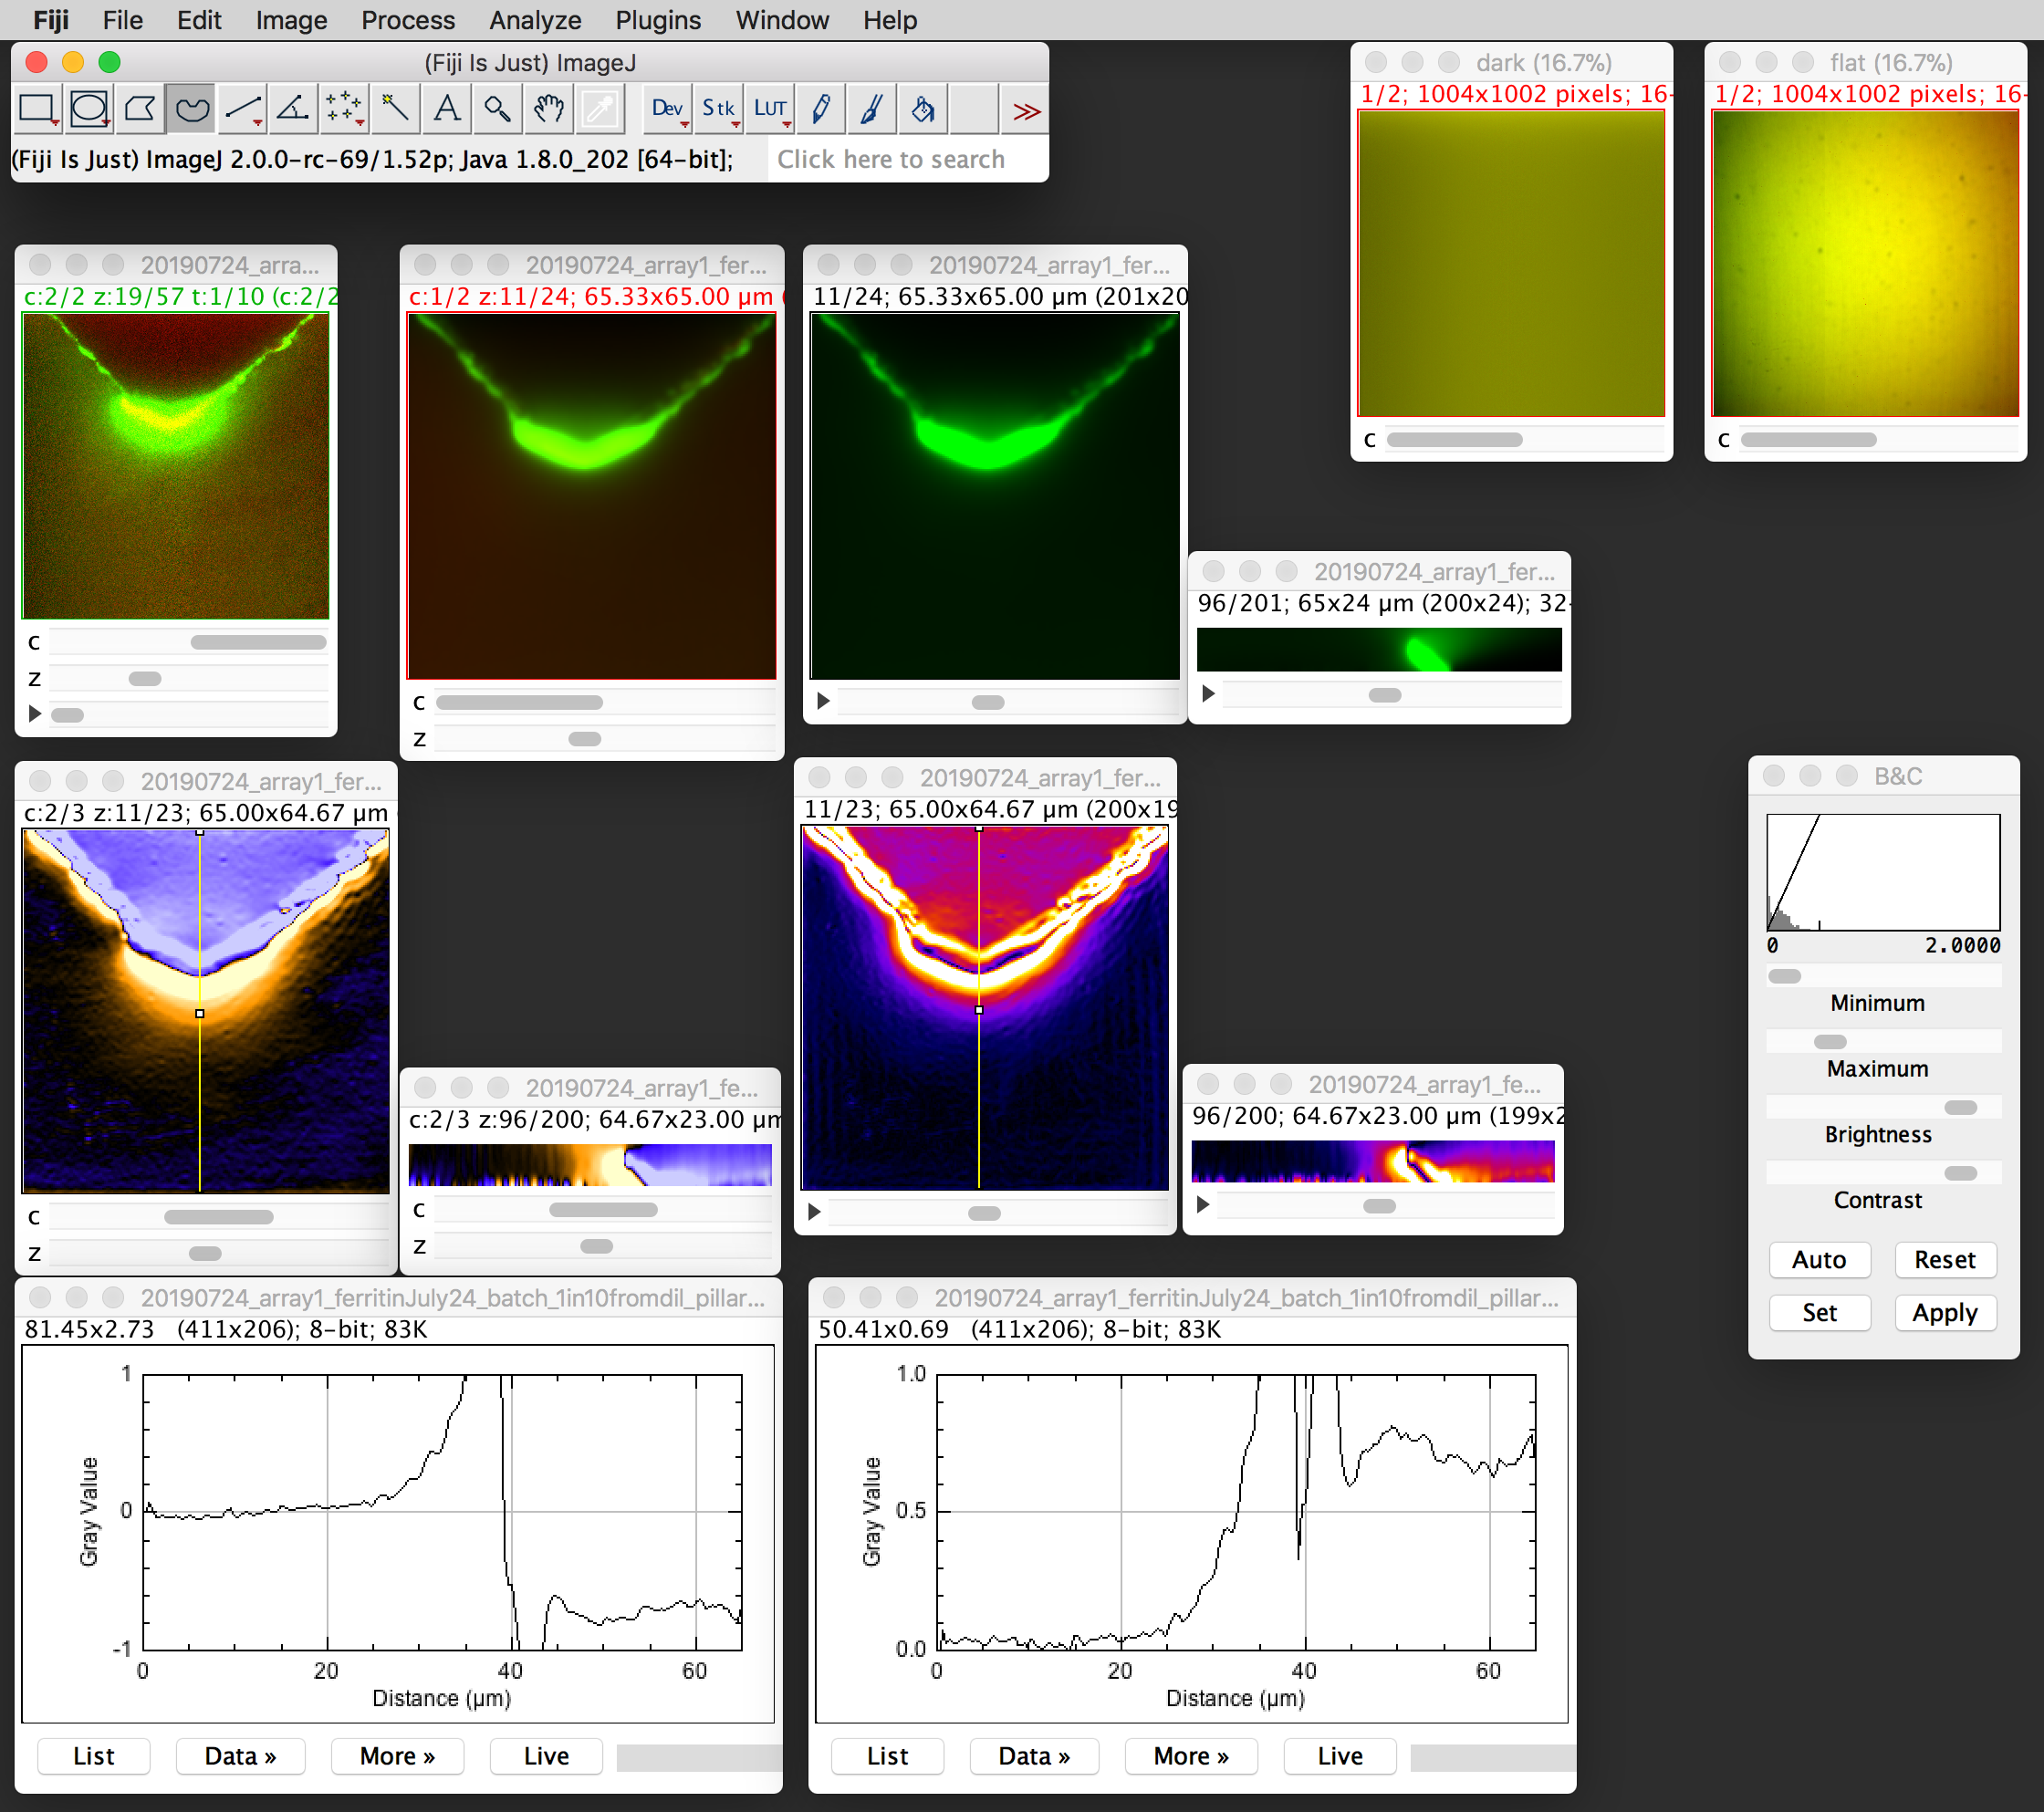 Fiji File Edit Image Process Analyze Plugins Window Help
(Fiji Is Just) ImageJ
Dev Stk LUT
(Fiji Is Just) ImageJ 2.0.0-rc-69/1.52p; Java 1.8.0_202 [64-bit];
Click here to search
dark (16.7%)
1/2; 1004x1002 pixels; 16-
c
flat (16.7%)
1/2; 1004x1002 pixels; 16-
c
20190724_arra...
c:2/2 z:19/57 t:1/10 (c:2/2
c
z
20190724_array1_fer...
c:1/2 z:11/24; 65.33x65.00 µm (
c
z
20190724_array1_fer...
11/24; 65.33x65.00 µm (201x20
20190724_array1_fer...
96/201; 65x24 µm (200x24); 32-
20190724_array1_fer...
c:2/3 z:11/23; 65.00x64.67 µm
c
z
20190724_array1_fe...
c:2/3 z:96/200; 64.67x23.00 µm
c
z
20190724_array1_fer...
11/23; 65.00x64.67 µm (200x19
20190724_array1_fe...
96/200; 64.67x23.00 µm (199x2
B&C
0 2.0000
Minimum
Maximum
Brightness
Contrast
Auto Reset
Set Apply
20190724_array1_ferritinJuly24_batch_1in10fromdil_pillar...
81.45x2.73 (411x206); 8-bit; 83K
1
0
-1
Gray Value
0 20 40 60
Distance (µm)
List Data » More » Live
20190724_array1_ferritinJuly24_batch_1in10fromdil_pillar...
50.41x0.69 (411x206); 8-bit; 83K
1.0
0.5
0.0
Gray Value
0 20 40 60
Distance (µm)
List Data » More » Live